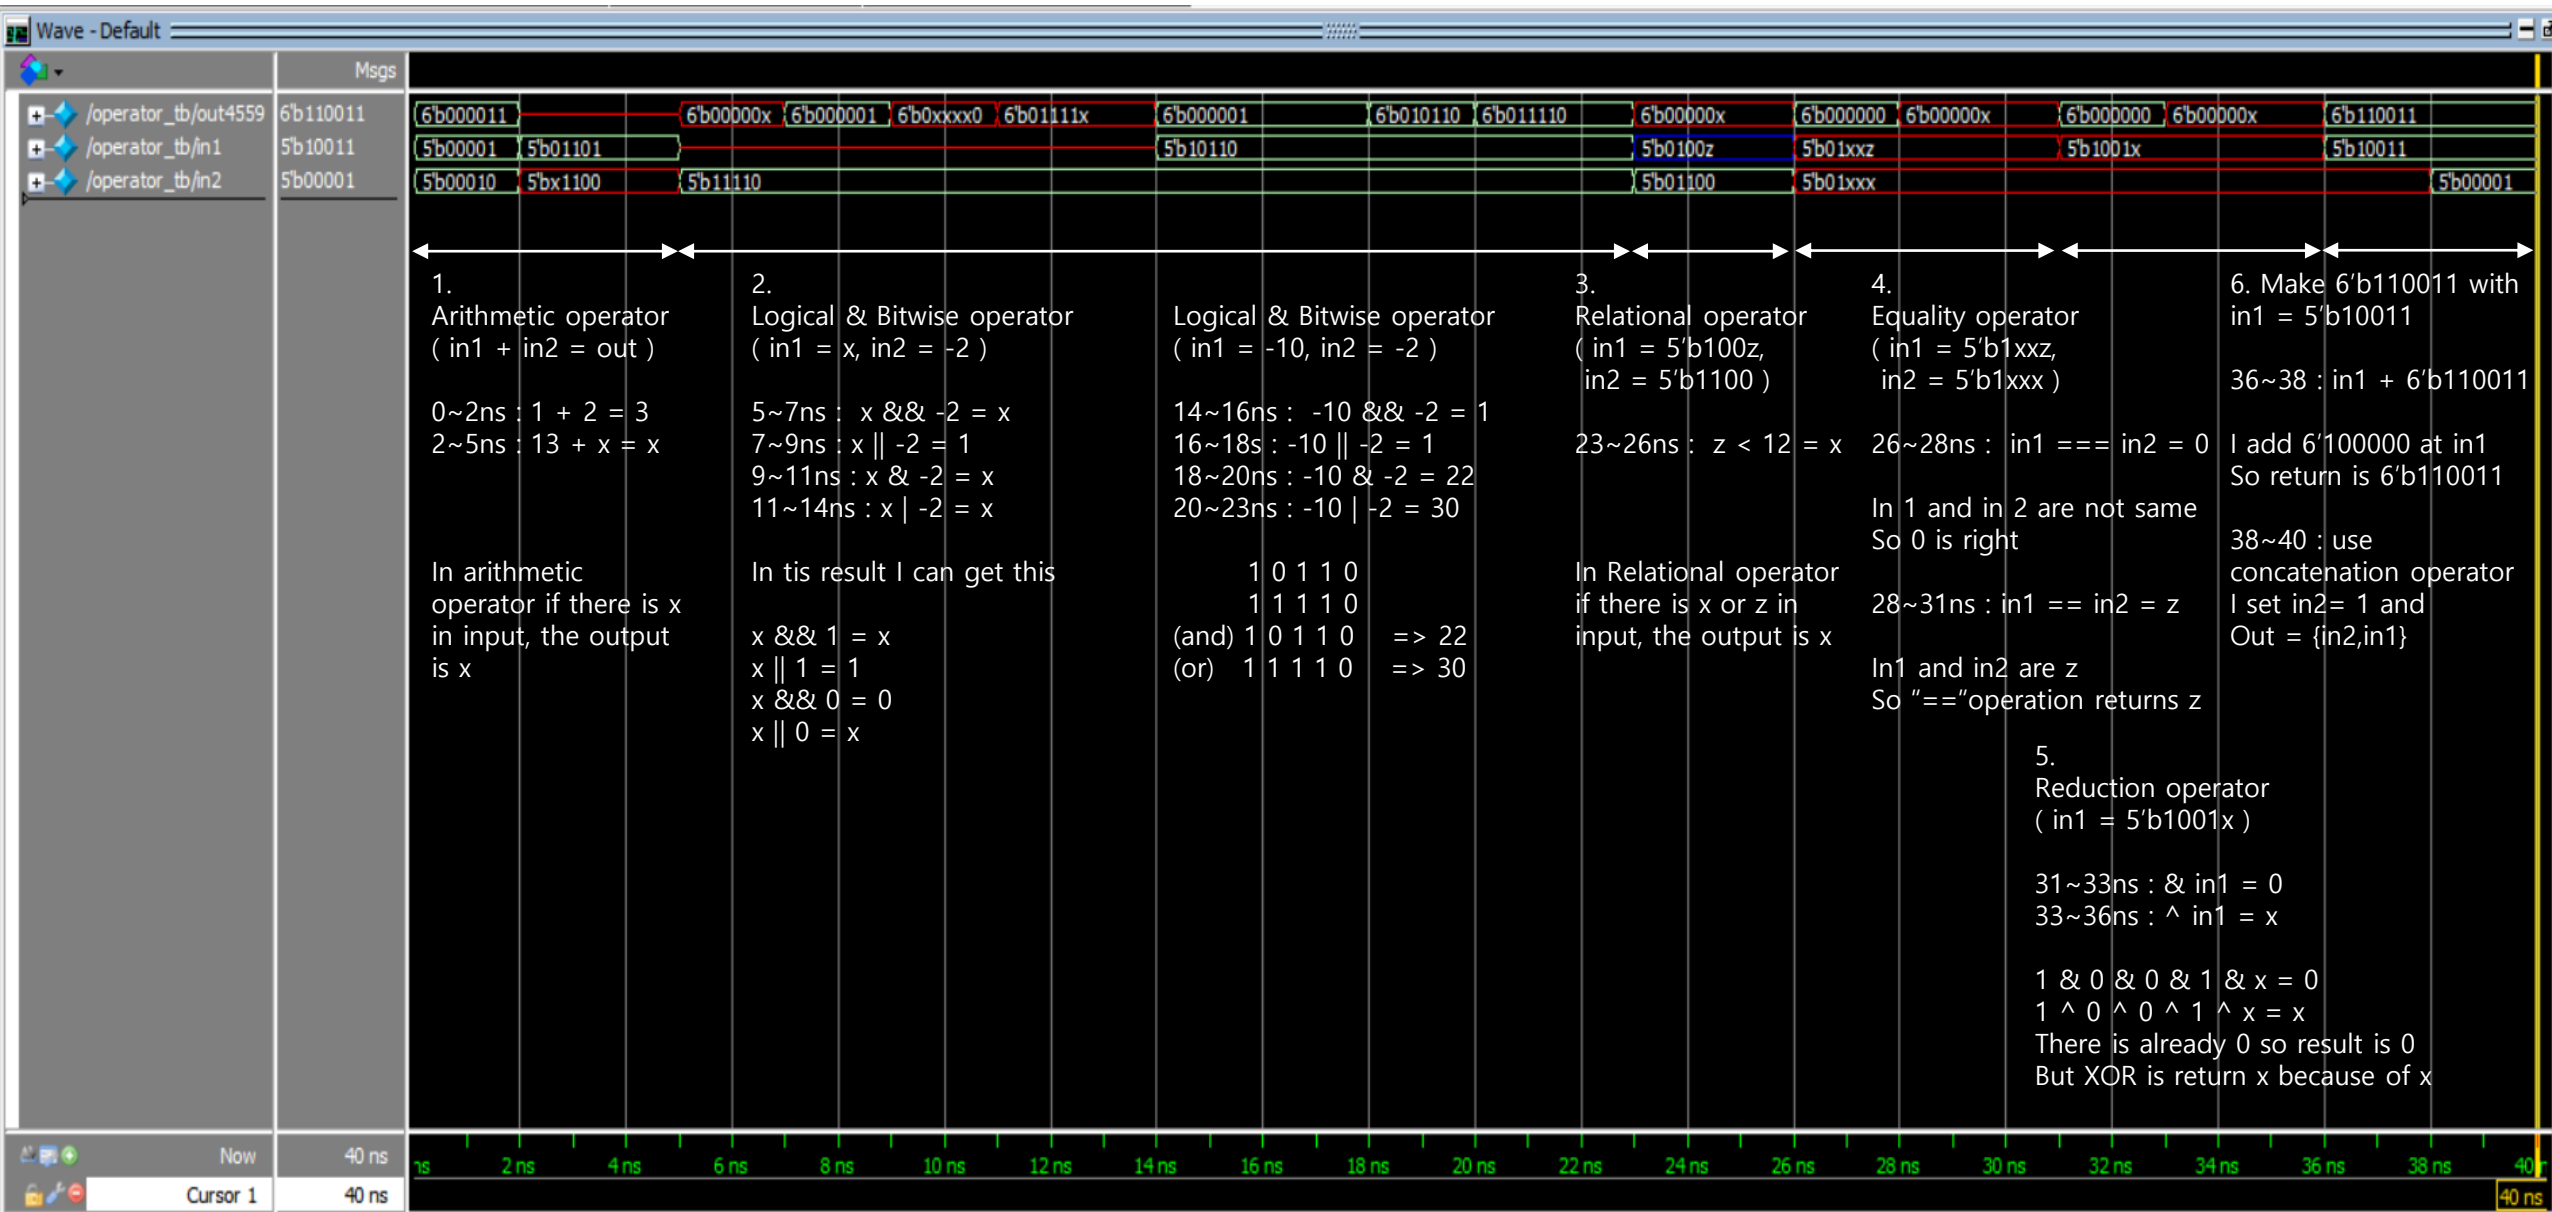 Wave - Default
Msgs
/operator_tb/out4559 6'b110011 6'b000011 6'b00000x 6'b000001 6'b0xxxx0 6'b01111x 6'b000001 6'b010110 6'b011110 6'b00000x 6'b000000 6'b00000x 6'b000000 6'b00000x 6'b110011
/operator_tb/in1 5'b10011 5'b00001 5'b01101 5'b10110 5'b0100z 5'b01xxz 5'b1001x 5'b10011
/operator_tb/in2 5'b00001 5'b00010 5'bx1100 5'b11110 5'b01100 5'b01xxx 5'b00001
1.
Arithmetic operator
( in1 + in2 = out )
0~2ns : 1 + 2 = 3
2~5ns : 13 + x = x
In arithmetic
operator if there is x
in input, the output
is x
2.
Logical & Bitwise operator
( in1 = x, in2 = -2 )
5~7ns :  x && -2 = x
7~9ns : x || -2 = 1
9~11ns : x & -2 = x
11~14ns : x | -2 = x
In tis result I can get this
x && 1 = x
x || 1 = 1
x && 0 = 0
x || 0 = x
Logical & Bitwise operator
( in1 = -10, in2 = -2 )
14~16ns :  -10 && -2 = 1
16~18s : -10 || -2 = 1
18~20ns : -10 & -2 = 22
20~23ns : -10 | -2 = 30
1 0 1 1 0
1 1 1 1 0
(and) 1 0 1 1 0   => 22
(or)  1 1 1 1 0   => 30
3.
Relational operator
( in1 = 5'b100z,
in2 = 5'b1100 )
23~26ns :  z < 12 = x
In Relational operator
if there is x or z in
input, the output is x
4.
Equality operator
( in1 = 5'b1xxz,
in2 = 5'b1xxx )
26~28ns :  in1 === in2 = 0
In 1 and in 2 are not same
So 0 is right
28~31ns : in1 == in2 = z
In1 and in2 are z
So "=="operation returns z
5.
Reduction operator
( in1 = 5'b1001x )
31~33ns : & in1 = 0
33~36ns : ^ in1 = x
1 & 0 & 0 & 1 & x = 0
1 ^ 0 ^ 0 ^ 1 ^ x = x
There is already 0 so result is 0
But XOR is return x because of x
6. Make 6'b110011 with
in1 = 5'b10011
36~38 : in1 + 6'b110011
I add 6'100000 at in1
So return is 6'b110011
38~40 : use
concatenation operator
I set in2= 1 and
Out = {in2,in1}
Now 40 ns ns 2 ns 4 ns 6 ns 8 ns 10 ns 12 ns 14 ns 16 ns 18 ns 20 ns 22 ns 24 ns 26 ns 28 ns 30 ns 32 ns 34 ns 36 ns 38 ns 40
Cursor 1 40 ns 40 ns